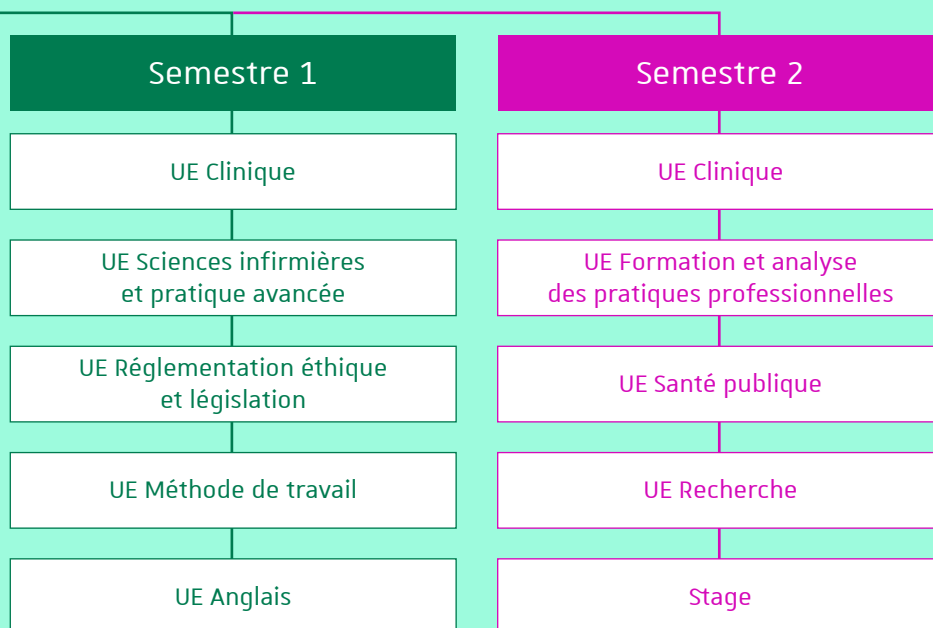 Semestre 1
UE Clinique
UE Sciences infirmières
et pratique avancée
UE Réglementation éthique
et législation
UE Méthode de travail
UE Anglais
Semestre 2
UE Clinique
UE Formation et analyse
des pratiques professionnelles
UE Santé publique
UE Recherche
Stage